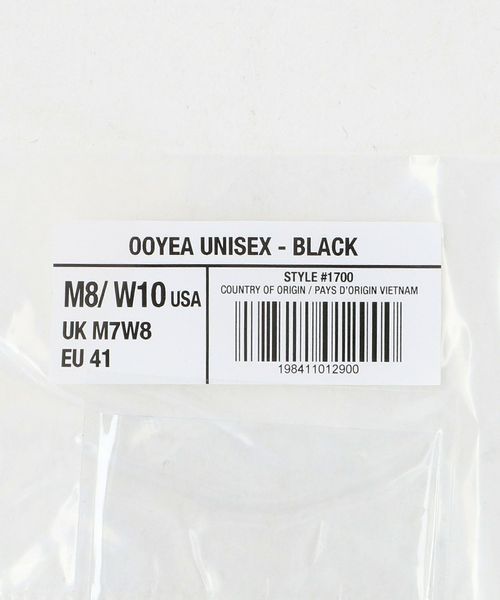 OOYEA UNISEX - BLACK
M8/ W10 USA
UK M7W8
EU 41
STYLE #1700
COUNTRY OF ORIGIN / PAYS D'ORIGIN VIETNAM
198411012900